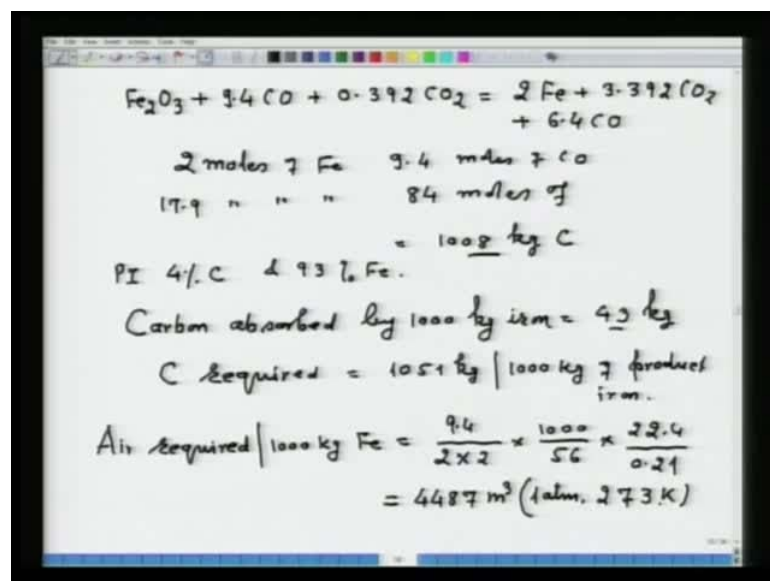 Fe2O3 + 9.4 CO + 0.392 CO2 = 2 Fe + 3.392 CO2
+ 6.4 CO
2 moles of Fe 9.4 moles of CO
17.9 " " " 84 moles of
= 1008 kg C
PI 4% C & 93% Fe.
Carbon absorbed by 1000 kg iron = 43 kg
C required = 1051 kg | 1000 kg of product
iron.
Air required | 1000 kg Fe = 9.4/2×2 × 1000/56 × 22.4/0.21
= 4487 m³ (1 atm. 273 K)